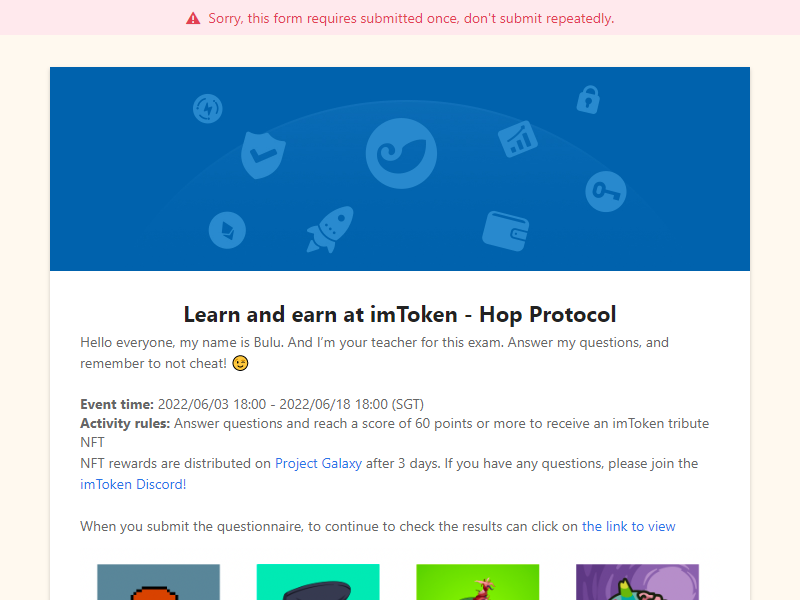 Sorry, this form requires submitted once, don't submit repeatedly.
Learn and earn at imToken - Hop Protocol
Hello everyone, my name is Bulu. And I’m your teacher for this exam. Answer my questions, and
remember to not cheat! 😉
Event time: 2022/06/03 18:00 - 2022/06/18 18:00 (SGT)
Activity rules: Answer questions and reach a score of 60 points or more to receive an imToken tribute
NFT
NFT rewards are distributed on Project Galaxy after 3 days. If you have any questions, please join the
imToken Discord!
When you submit the questionnaire, to continue to check the results can click on the link to view